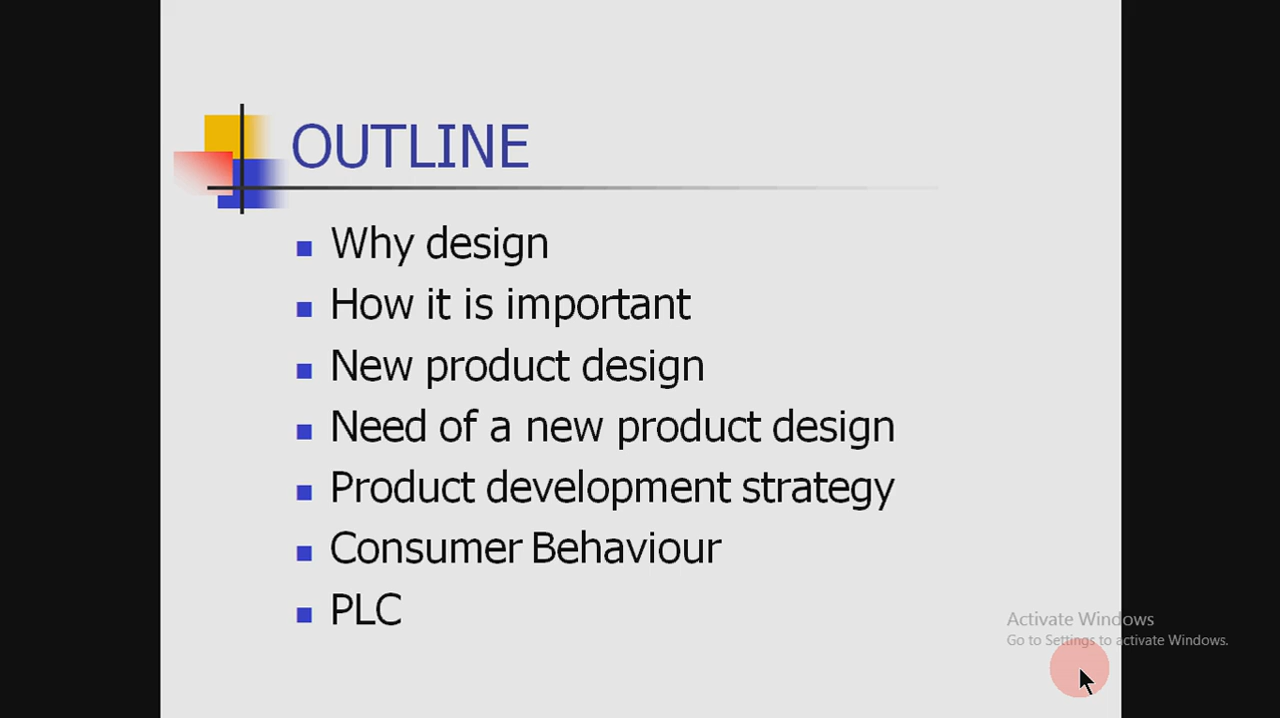 OUTLINE
Why design
How it is important
New product design
Need of a new product design
Product development strategy
Consumer Behaviour
PLC
Activate Windows
Go to Settings to activate Windows.